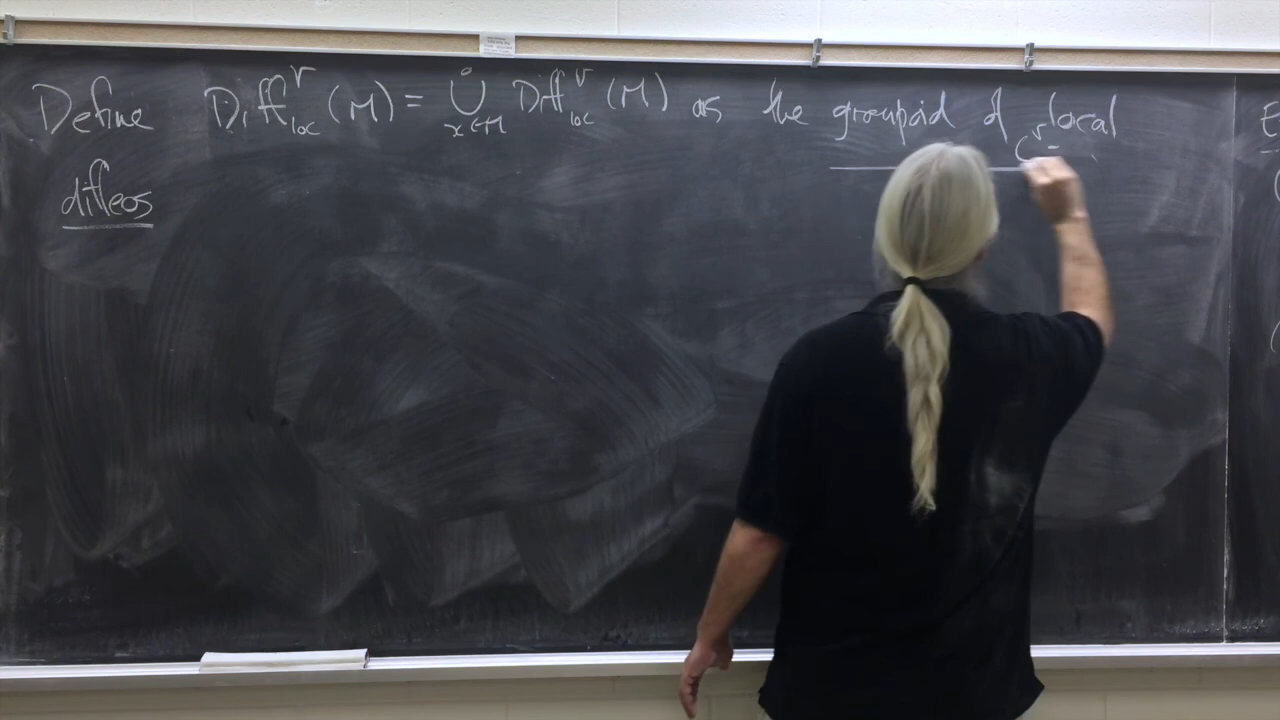 Define Diff^r_loc (M) = ∪̇_{x∈M} Diff^r_loc (M) as the groupoid of C^r local
diffeos